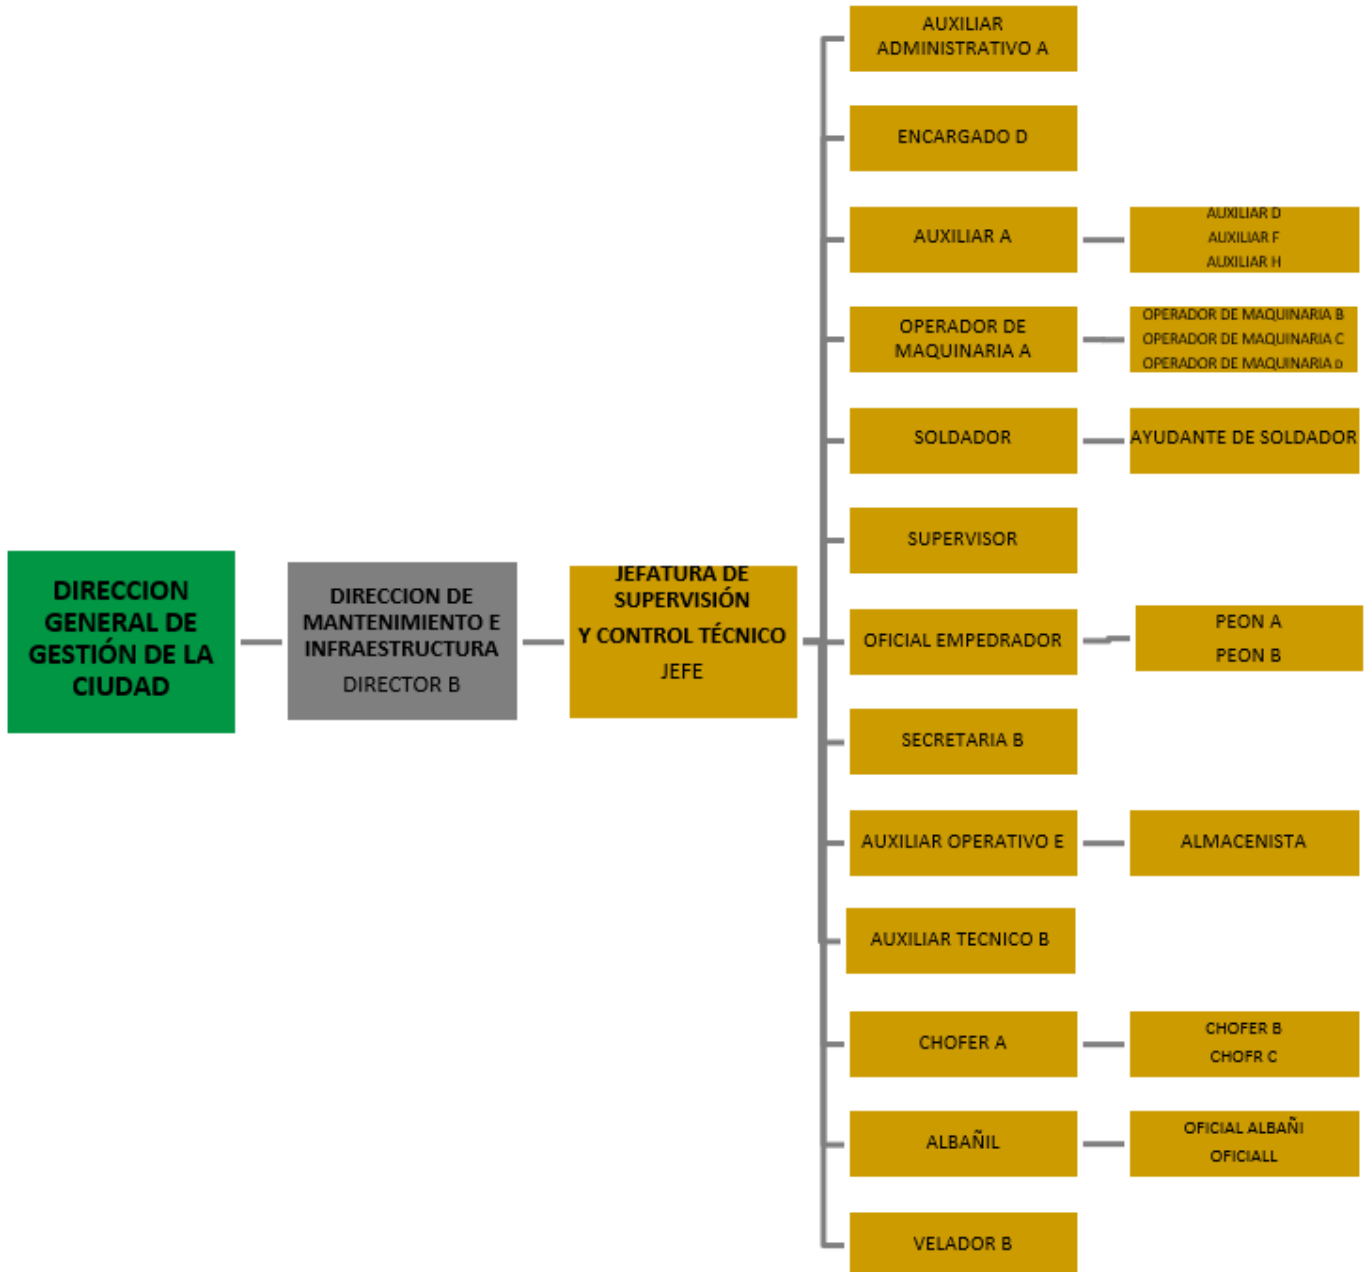 DIRECCION
GENERAL DE
GESTIÓN DE LA
CIUDAD
DIRECCION DE
MANTENIMIENTO E
INFRAESTRUCTURA
DIRECTOR B
JEFATURA DE
SUPERVISIÓN
Y CONTROL TÉCNICO
JEFE
AUXILIAR
ADMINISTRATIVO A
ENCARGADO D
AUXILIAR A
AUXILIAR D
AUXILIAR F
AUXILIAR H
OPERADOR DE
MAQUINARIA A
OPERADOR DE MAQUINARIA B
OPERADOR DE MAQUINARIA C
OPERADOR DE MAQUINARIA D
SOLDADOR
AYUDANTE DE SOLDADOR
SUPERVISOR
OFICIAL EMPEDRADOR
PEON A
PEON B
SECRETARIA B
AUXILIAR OPERATIVO E
ALMACENISTA
AUXILIAR TECNICO B
CHOFER A
CHOFER B
CHOFR C
ALBAÑIL
OFICIAL ALBAÑI
OFICIALL
VELADOR B